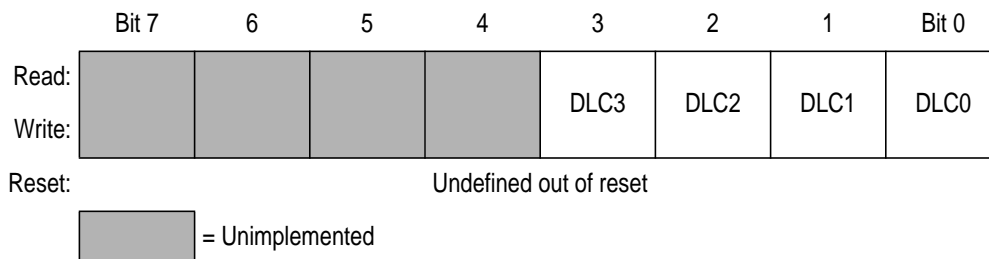 Bit 7 6 5 4 3 2 1 Bit 0
Read:
DLC3 DLC2 DLC1 DLC0
Write:
Reset: Undefined out of reset
= Unimplemented